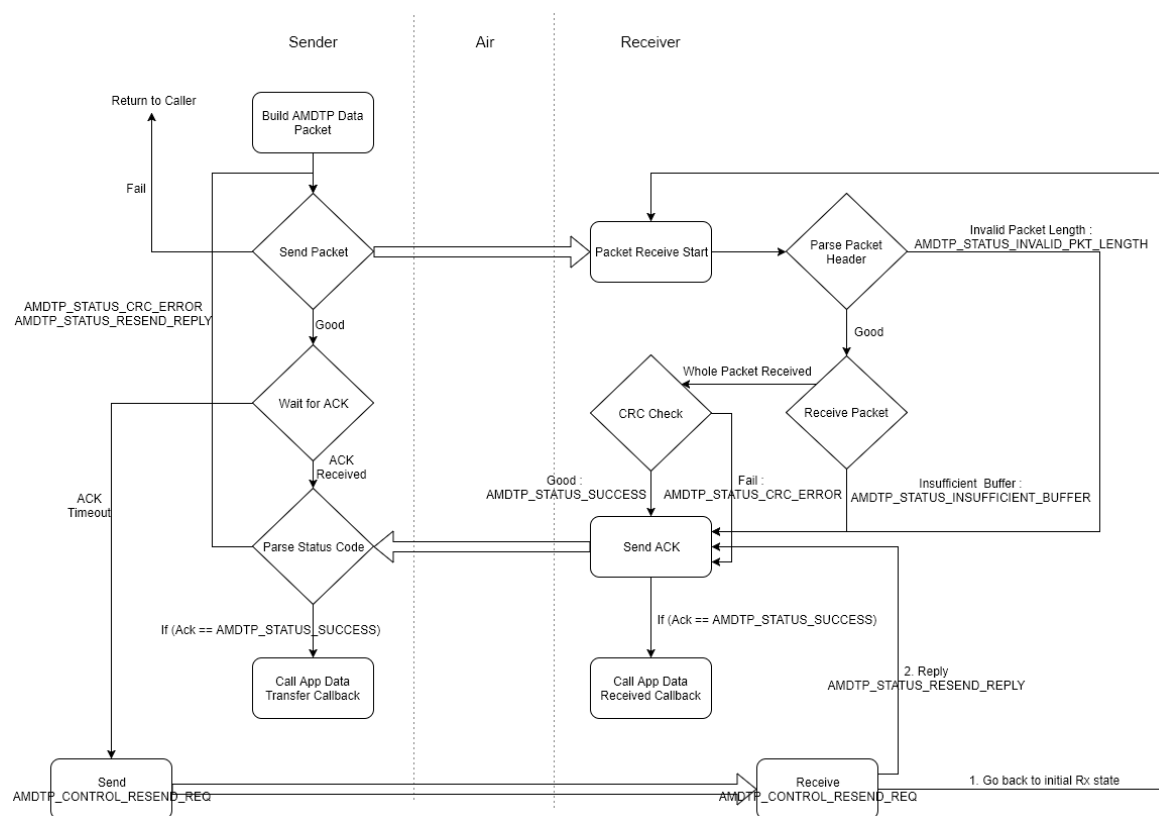 Sender
Air
Receiver
Return to Caller
Build AMDTP Data
Packet
Fail
Send Packet
Packet Receive Start
Parse Packet
Header
Invalid Packet Length :
AMDTP_STATUS_INVALID_PKT_LENGTH
AMDTP_STATUS_CRC_ERROR
AMDTP_STATUS_RESEND_REPLY
Good
Good
Whole Packet Received
Wait for ACK
CRC Check
Receive Packet
ACK
Received
ACK
Timeout
Good :
AMDTP_STATUS_SUCCESS
Fail :
AMDTP_STATUS_CRC_ERROR
Insufficient Buffer :
AMDTP_STATUS_INSUFFICIENT_BUFFER
Parse Status Code
Send ACK
If (Ack == AMDTP_STATUS_SUCCESS)
If (Ack == AMDTP_STATUS_SUCCESS)
Call App Data
Transfer Callback
Call App Data
Received Callback
2. Reply
AMDTP_STATUS_RESEND_REPLY
Send
AMDTP_CONTROL_RESEND_REQ
Receive
AMDTP_CONTROL_RESEND_REQ
1. Go back to initial Rx state